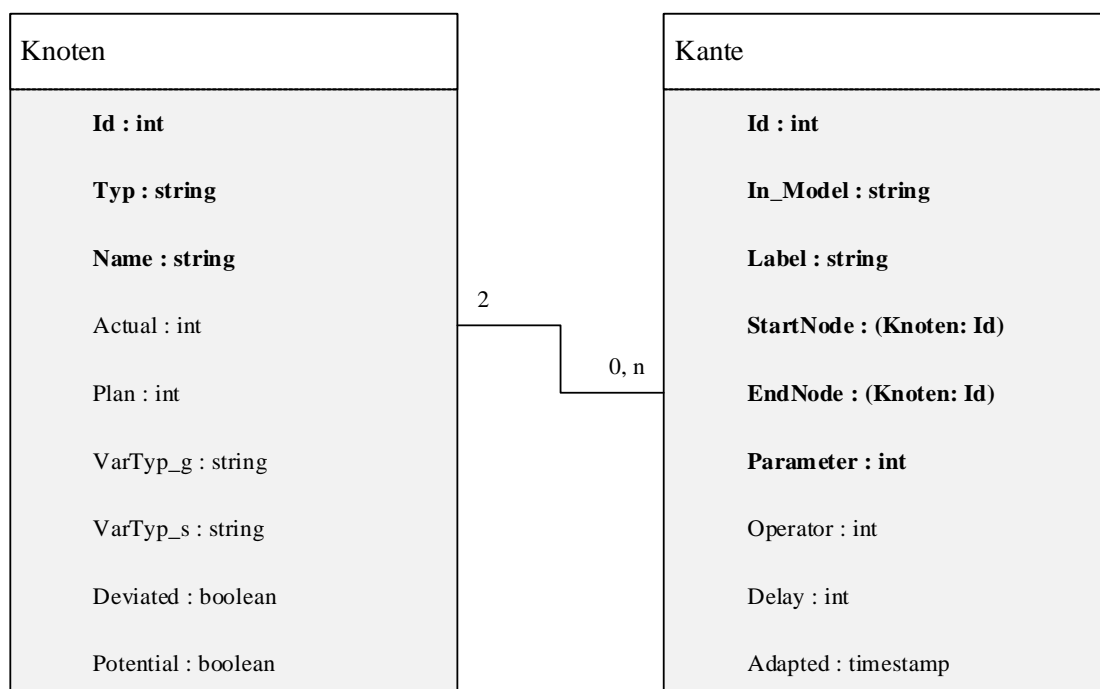 Knoten
Id : int
Typ : string
Name : string
Actual : int
Plan : int
VarTyp_g : string
VarTyp_s : string
Deviated : boolean
Potential : boolean
2
0, n
Kante
Id : int
In_Model : string
Label : string
StartNode : (Knoten: Id)
EndNode : (Knoten: Id)
Parameter : int
Operator : int
Delay : int
Adapted : timestamp